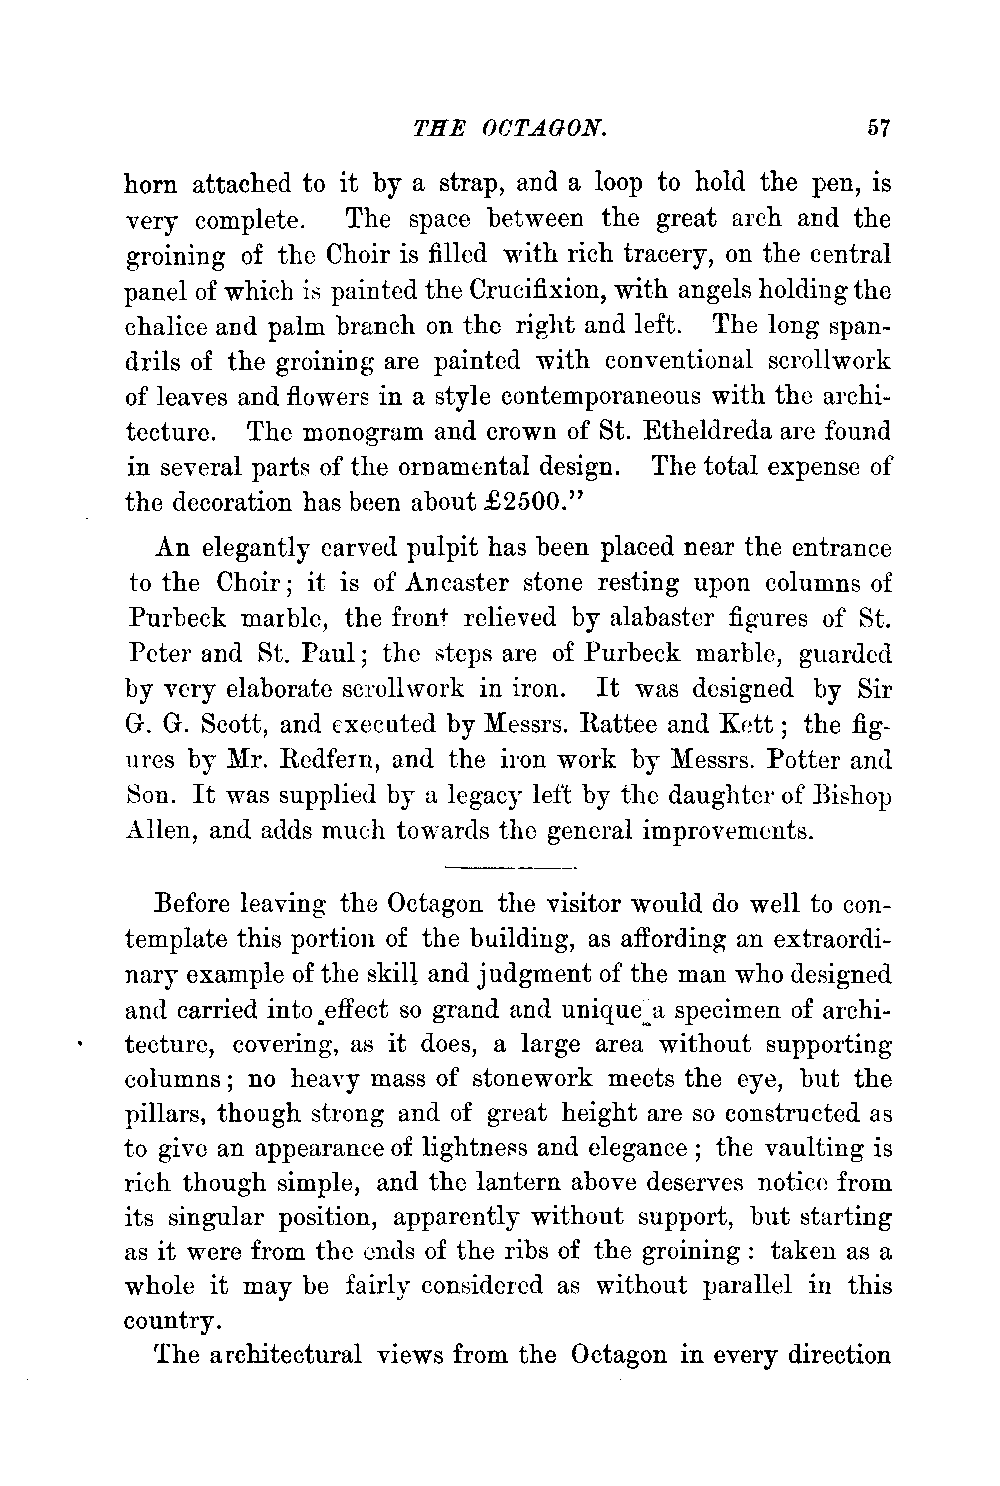 THE OCTAGON. 57
horn attached to it by a strap, and a loop to hold the pen, is
very complete. The space between the great arch and the
groining of the Choir is filled with rich tracery, on the central
panel of which is painted the Crucifixion, with angels holding the
chalice and palm branch on the right and left. The long span-
drils of the groining are painted with conventional scrollwork
of leaves and flowers in a style contemporaneous with the archi-
tecture. The monogram and crown of St. Etheldreda are found
in several parts of the ornamental design. The total expense of
the decoration has been about £2500."
An elegantly carved pulpit has been placed near the entrance
to the Choir; it is of Ancaster stone resting upon columns of
Purbeck marble, the front relieved by alabaster figures of St.
Peter and St. Paul; the steps are of Purbeck marble, guarded
by very elaborate scrollwork in iron. It was designed by Sir
G. G. Scott, and executed by Messrs. Rattee and Kett; the fig-
ures by Mr. Redfern, and the iron work by Messrs. Potter and
Son. It was supplied by a legacy left by the daughter of Bishop
Allen, and adds much towards the general improvements.
Before leaving the Octagon the visitor would do well to con-
template this portion of the building, as affording an extraordi-
nary example of the skill and judgment of the man who designed
and carried into effect so grand and unique a specimen of archi-
tecture, covering, as it does, a large area without supporting
columns; no heavy mass of stonework meets the eye, but the
pillars, though strong and of great height are so constructed as
to give an appearance of lightness and elegance; the vaulting is
rich though simple, and the lantern above deserves notice from
its singular position, apparently without support, but starting
as it were from the ends of the ribs of the groining: taken as a
whole it may be fairly considered as without parallel in this
country.
The architectural views from the Octagon in every direction